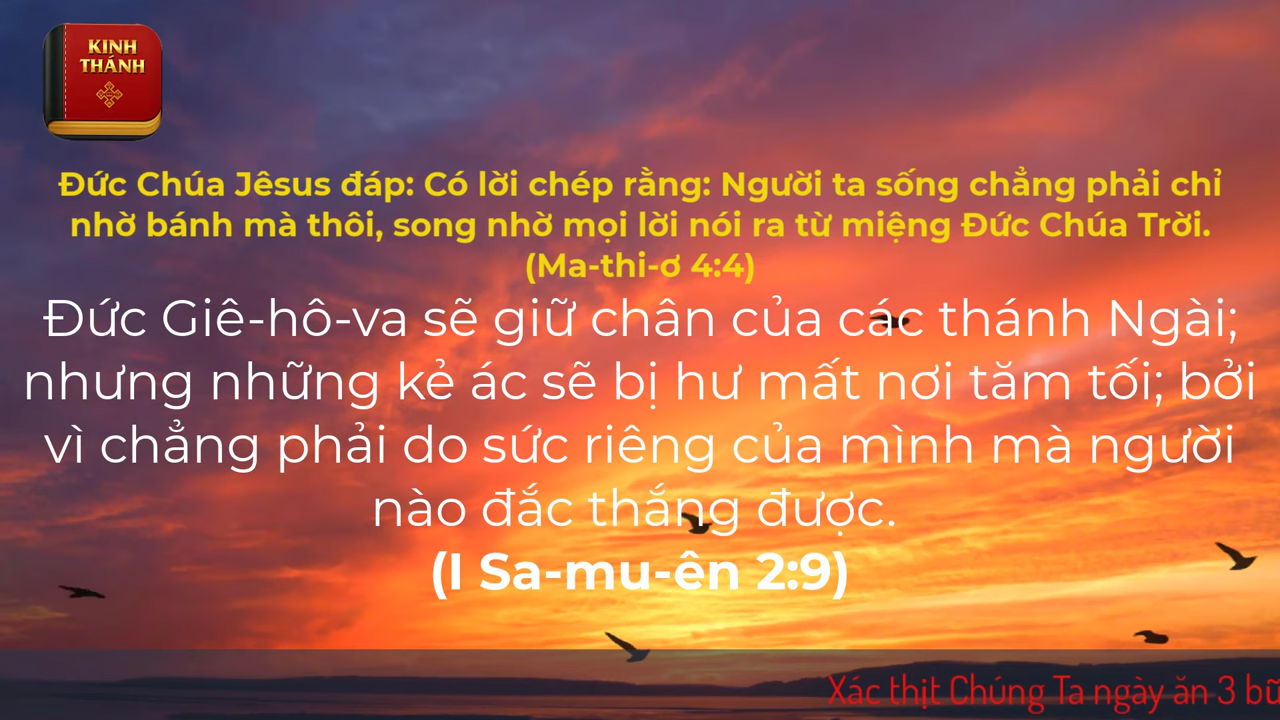 KINH
THÁNH
Đức Chúa Jêsus đáp: Có lời chép rằng: Người ta sống chẳng phải chỉ
nhờ bánh mà thôi, song nhờ mọi lời nói ra từ miệng Đức Chúa Trời.
(Ma-thi-ơ 4:4)
Đức Giê-hô-va sẽ giữ chân của các thánh Ngài;
nhưng những kẻ ác sẽ bị hư mất nơi tăm tối; bởi
vì chẳng phải do sức riêng của mình mà người
nào đắc thắng được.
(I Sa-mu-ên 2:9)
Xác thịt Chúng Ta ngày ăn 3